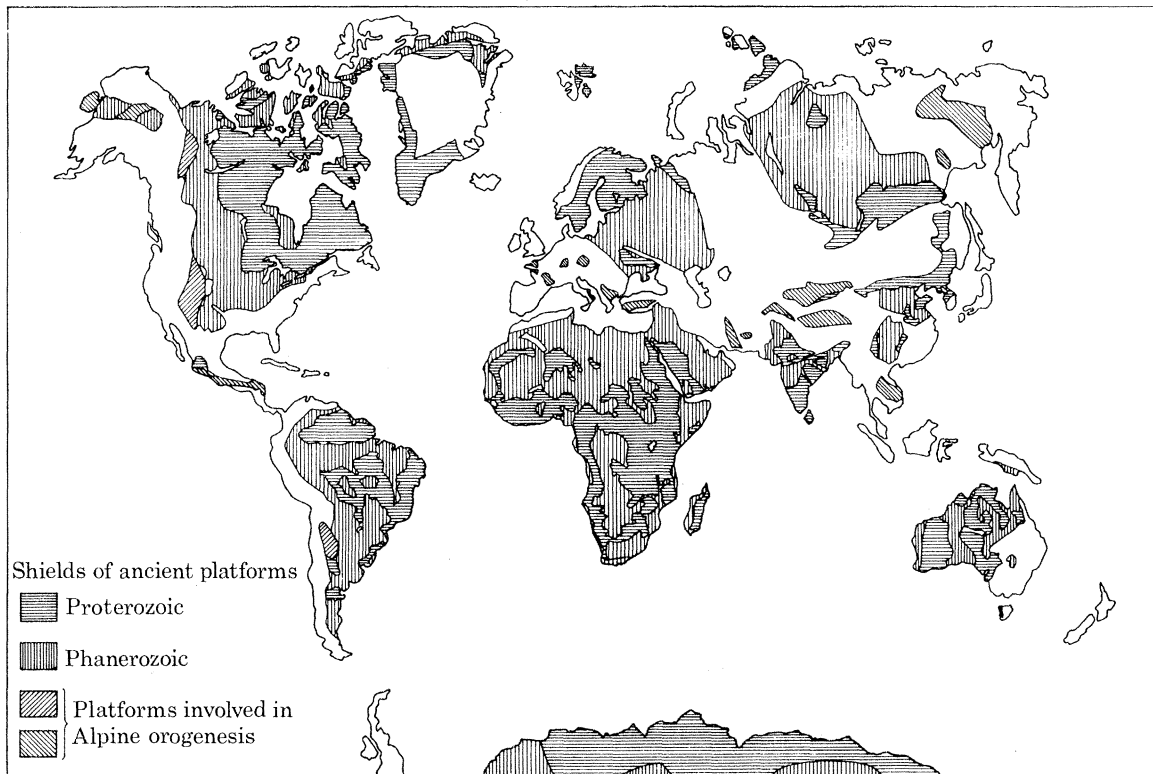 Shields of ancient platforms
Proterozoic
Phanerozoic
Platforms involved in
Alpine orogenesis